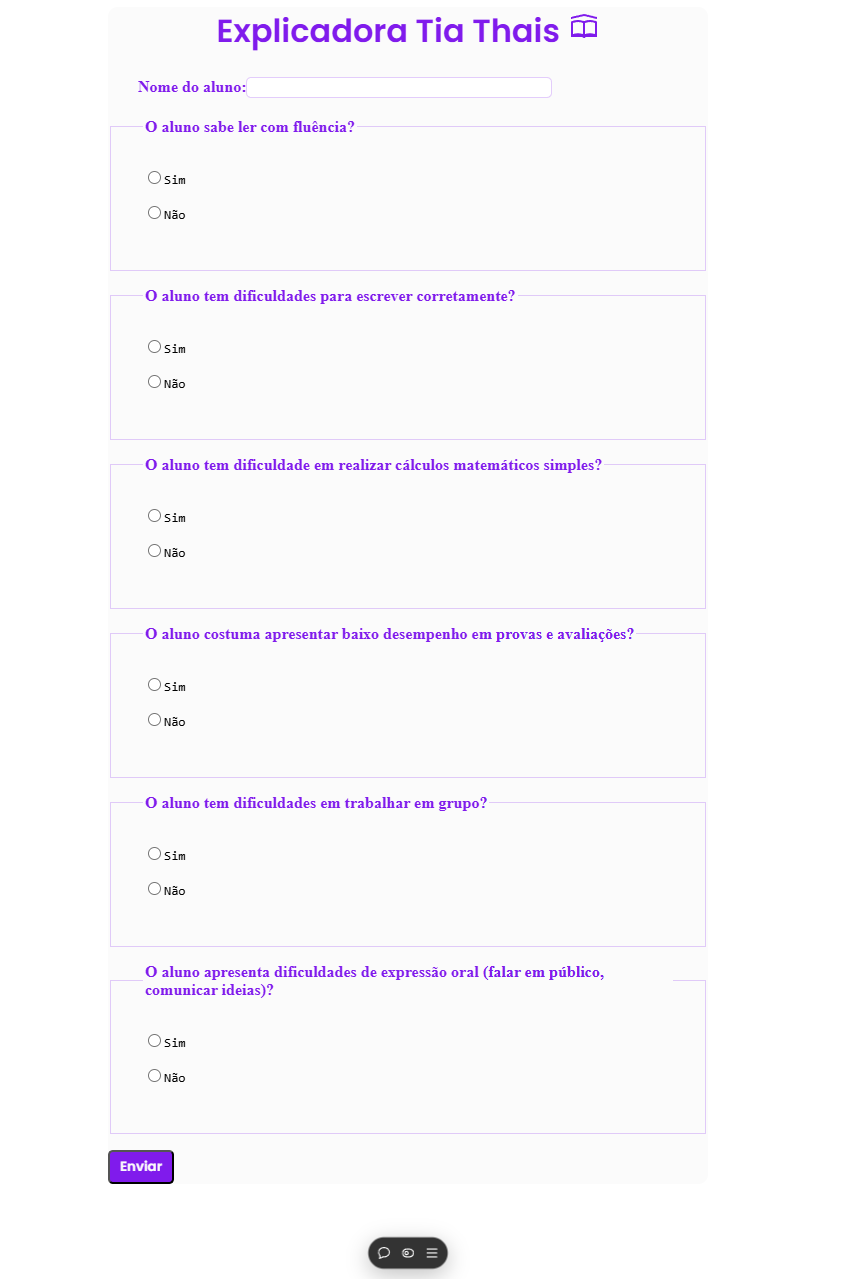 Explicadora Tia Thais
Nome do aluno:
O aluno sabe ler com fluência?
Sim
Não
O aluno tem dificuldades para escrever corretamente?
Sim
Não
O aluno tem dificuldade em realizar cálculos matemáticos simples?
Sim
Não
O aluno costuma apresentar baixo desempenho em provas e avaliações?
Sim
Não
O aluno tem dificuldades em trabalhar em grupo?
Sim
Não
O aluno apresenta dificuldades de expressão oral (falar em público,
comunicar ideias)?
Sim
Não
Enviar